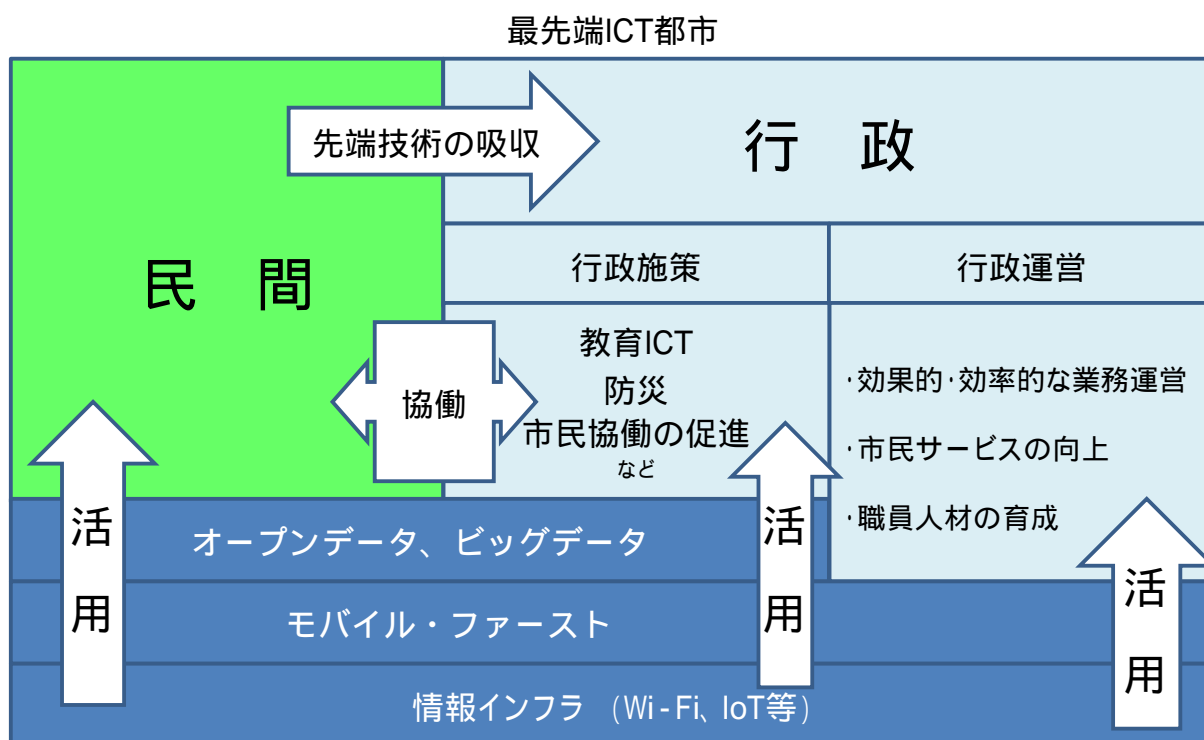 最先端ICT都市
先端技術の吸収
行　政
民　間
行政施策
行政運営
教育ICT
防災
市民協働の促進
など
協働
・効果的・効率的な業務運営
・市民サービスの向上
・職員人材の育成
活用
活用
活用
オープンデータ、ビッグデータ
モバイル・ファースト
情報インフラ （Wi-Fi、IoT等）